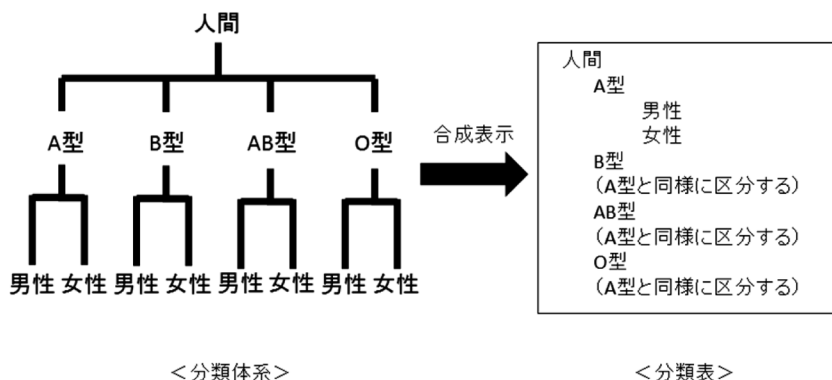 人間
A型 B型 AB型 O型
男性 女性 男性 女性 男性 女性 男性 女性
<分類体系>
合成表示
人間
A型
男性
女性
B型
(A型と同様に区分する)
AB型
(A型と同様に区分する)
O型
(A型と同様に区分する)
<分類表>